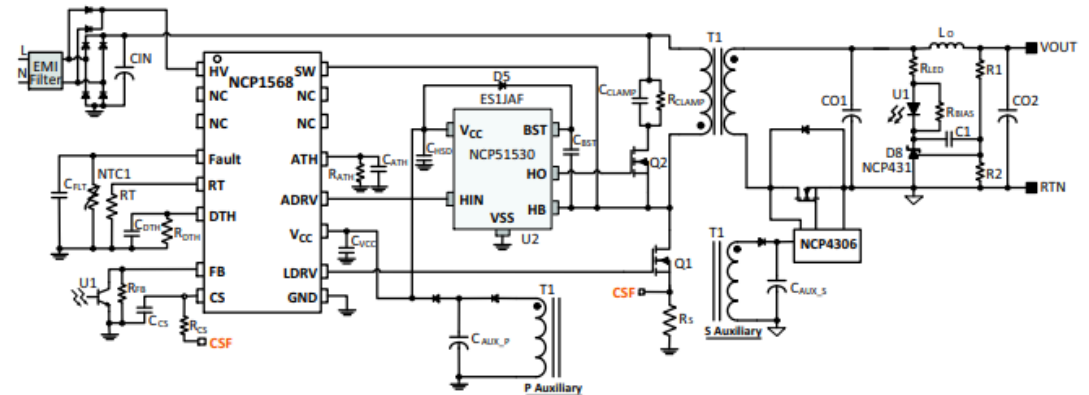 L
N
EMI
Filter
CIN
HV
NC
NC
Fault
RT
DTH
FB
CS
NCP1568
SW
NC
NC
ATH
ADRV
VCC
LDRV
GND
CFLT
NTC1
RT
CDTH
RDTH
U1
RFB
CCS
RCS
CSF
RATH
CATH
CVCC
D5
ES1JAF
CHSD
VCC
BST
NCP51530
HO
HIN
VSS
HB
U2
CBST
CCLAMP
RCLAMP
Q2
Q1
CSF
RS
T1
CAUX_P
P Auxiliary
T1
T1
S Auxiliary
CAUX_S
NCP4306
CO1
LO
RLED
U1
RBIAS
C1
D8
NCP431
R1
R2
CO2
VOUT
RTN